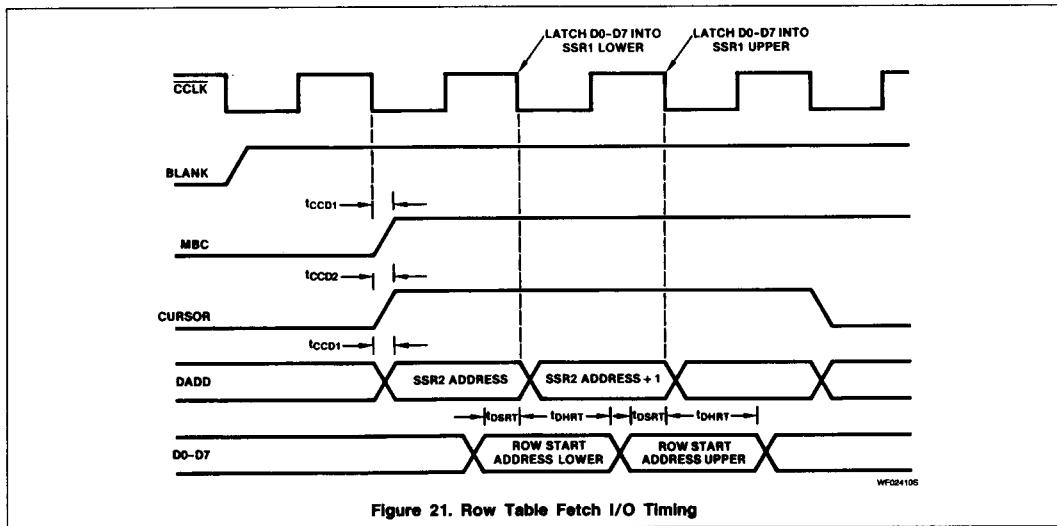 LATCH D0-D7 INTO
SSR1 LOWER
LATCH D0-D7 INTO
SSR1 UPPER
CCLK
BLANK
tCCD1
MBC
tCCD2
CURSOR
tCCD1
DADD
SSR2 ADDRESS
SSR2 ADDRESS + 1
tDSRT
tDHRT
tDSRT
tDHRT
D0-D7
ROW START
ADDRESS LOWER
ROW START
ADDRESS UPPER
WF02410S
Figure 21. Row Table Fetch I/O Timing